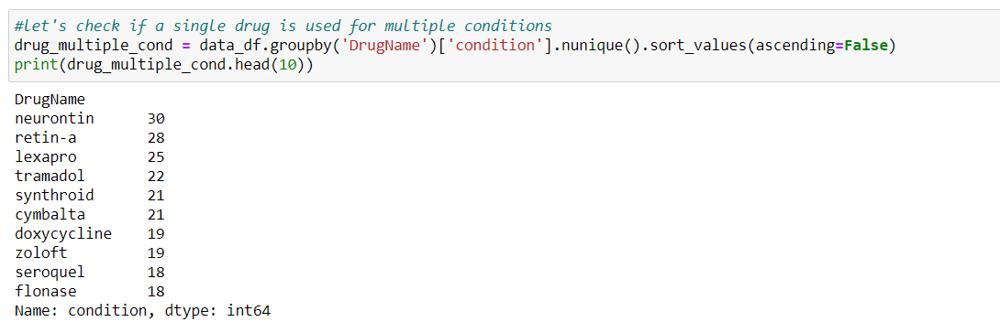 #let's check if a single drug is used for multiple conditions
drug_multiple_cond = data_df.groupby('DrugName')['condition'].nunique().sort_values(ascending=False)
print(drug_multiple_cond.head(10))
DrugName
neurontin      30
retin-a        28
lexapro        25
tramadol       22
synthroid      21
cymbalta       21
doxycycline    19
zoloft         19
seroquel       18
flonase        18
Name: condition, dtype: int64